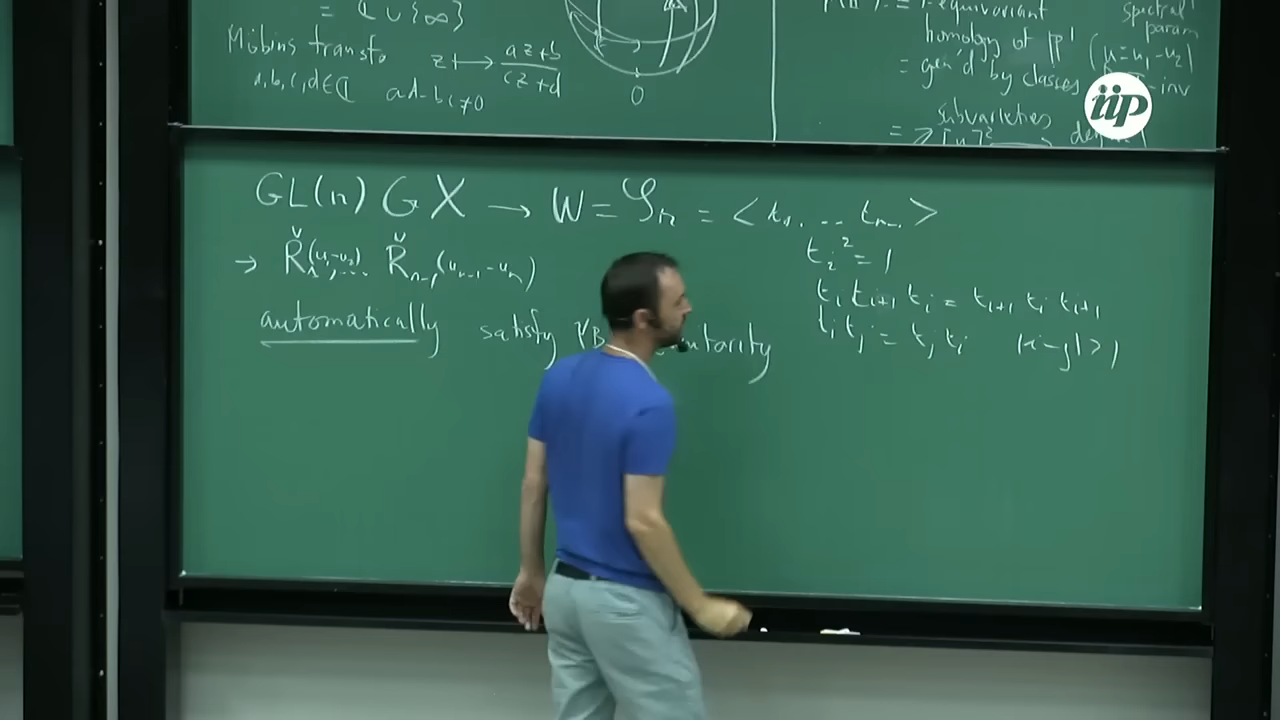 = ℂ ∪ {∞}
Möbius transfo
z ⟼ (az+b)/(cz+d)
a,b,c,d∈ℂ ad-bc≠0
0
= T-equivariant
homology of ℙ¹
= gen'd by classes
subvarieties
spectral
param
(μ=u₁-u₂)
-inv
iip
GL(n) G X → W = 𝒮ₙ = <t₁, ... tₙ₋₁>
→ Ř₁(u₁-u₂), ... Řₙ₋₁(uₙ₋₁-uₙ)
automatically satisfy
tᵢ² = 1
tᵢ tᵢ₊₁ tᵢ = tᵢ₊₁ tᵢ tᵢ₊₁
tᵢ tⱼ = tⱼ tᵢ |i-j|>1